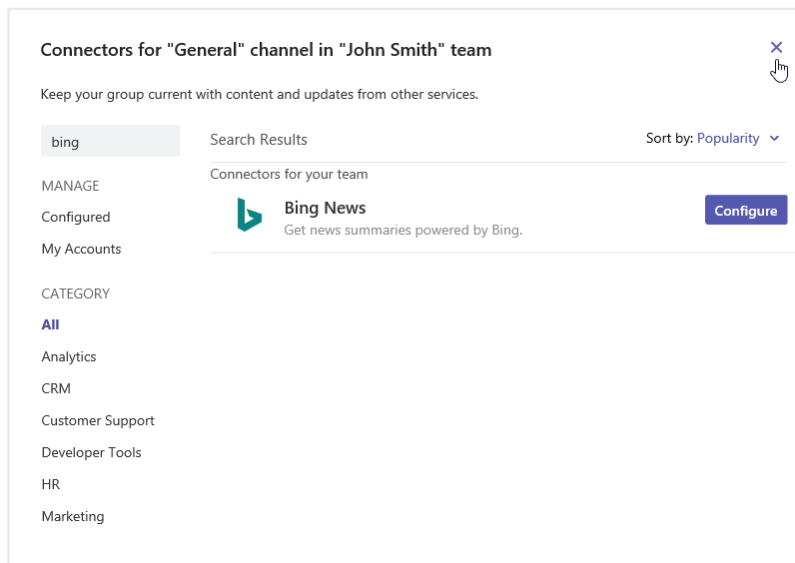 Connectors for "General" channel in "John Smith" team
Keep your group current with content and updates from other services.
bing
Search Results
Sort by: Popularity
MANAGE
Configured
My Accounts
CATEGORY
All
Analytics
CRM
Customer Support
Developer Tools
HR
Marketing
Connectors for your team
Bing News
Get news summaries powered by Bing.
Configure